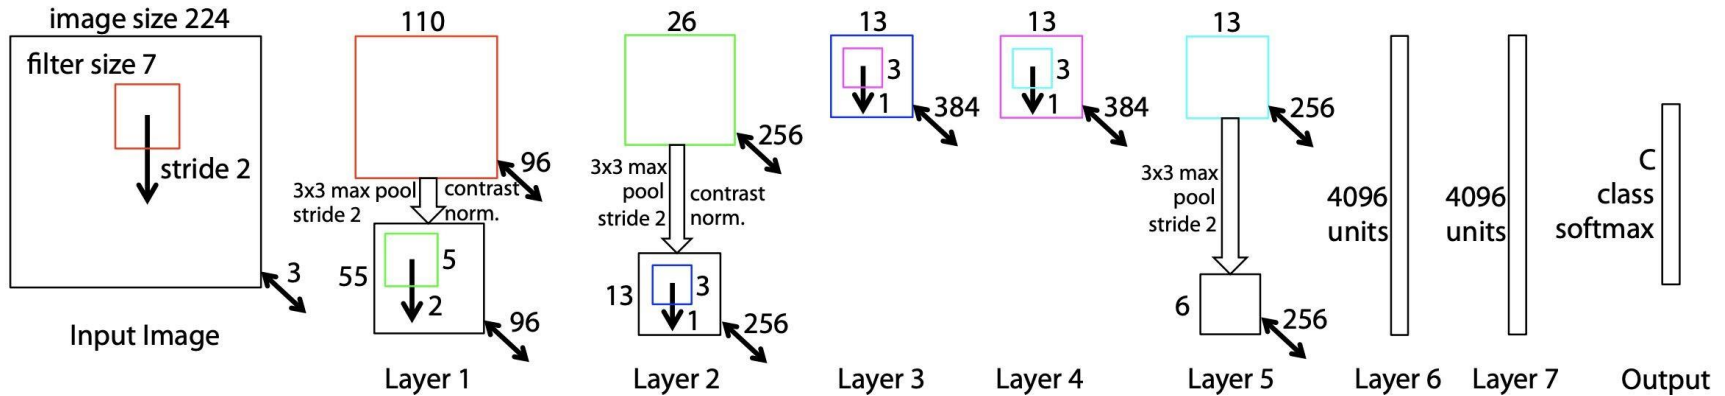 image size 224
filter size 7
stride 2
3
Input Image
110
96
3x3 max pool
stride 2
contrast
norm.
55
5
2
96
Layer 1
26
256
3x3 max
pool
stride 2
contrast
norm.
13
3
1
256
Layer 2
13
3
1
384
Layer 3
13
3
1
384
Layer 4
13
256
3x3 max
pool
stride 2
6
256
Layer 5
4096
units
Layer 6
4096
units
Layer 7
C
class
softmax
Output